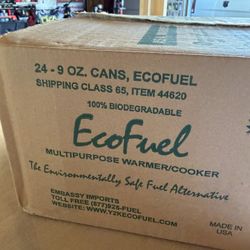 24 - 9 OZ. CANS, ECOFUEL
SHIPPING CLASS 65, ITEM 44620
100% BIODEGRADABLE
EcoFuel
MULTIPURPOSE WARMER/COOKER
The Environmentally Safe Fuel Alternative
EMBASSY IMPORTS
TOLL FREE (877)928-FUEL
WEBSITE: WWW.Y2KECOFUEL.COM
MADE IN
USA